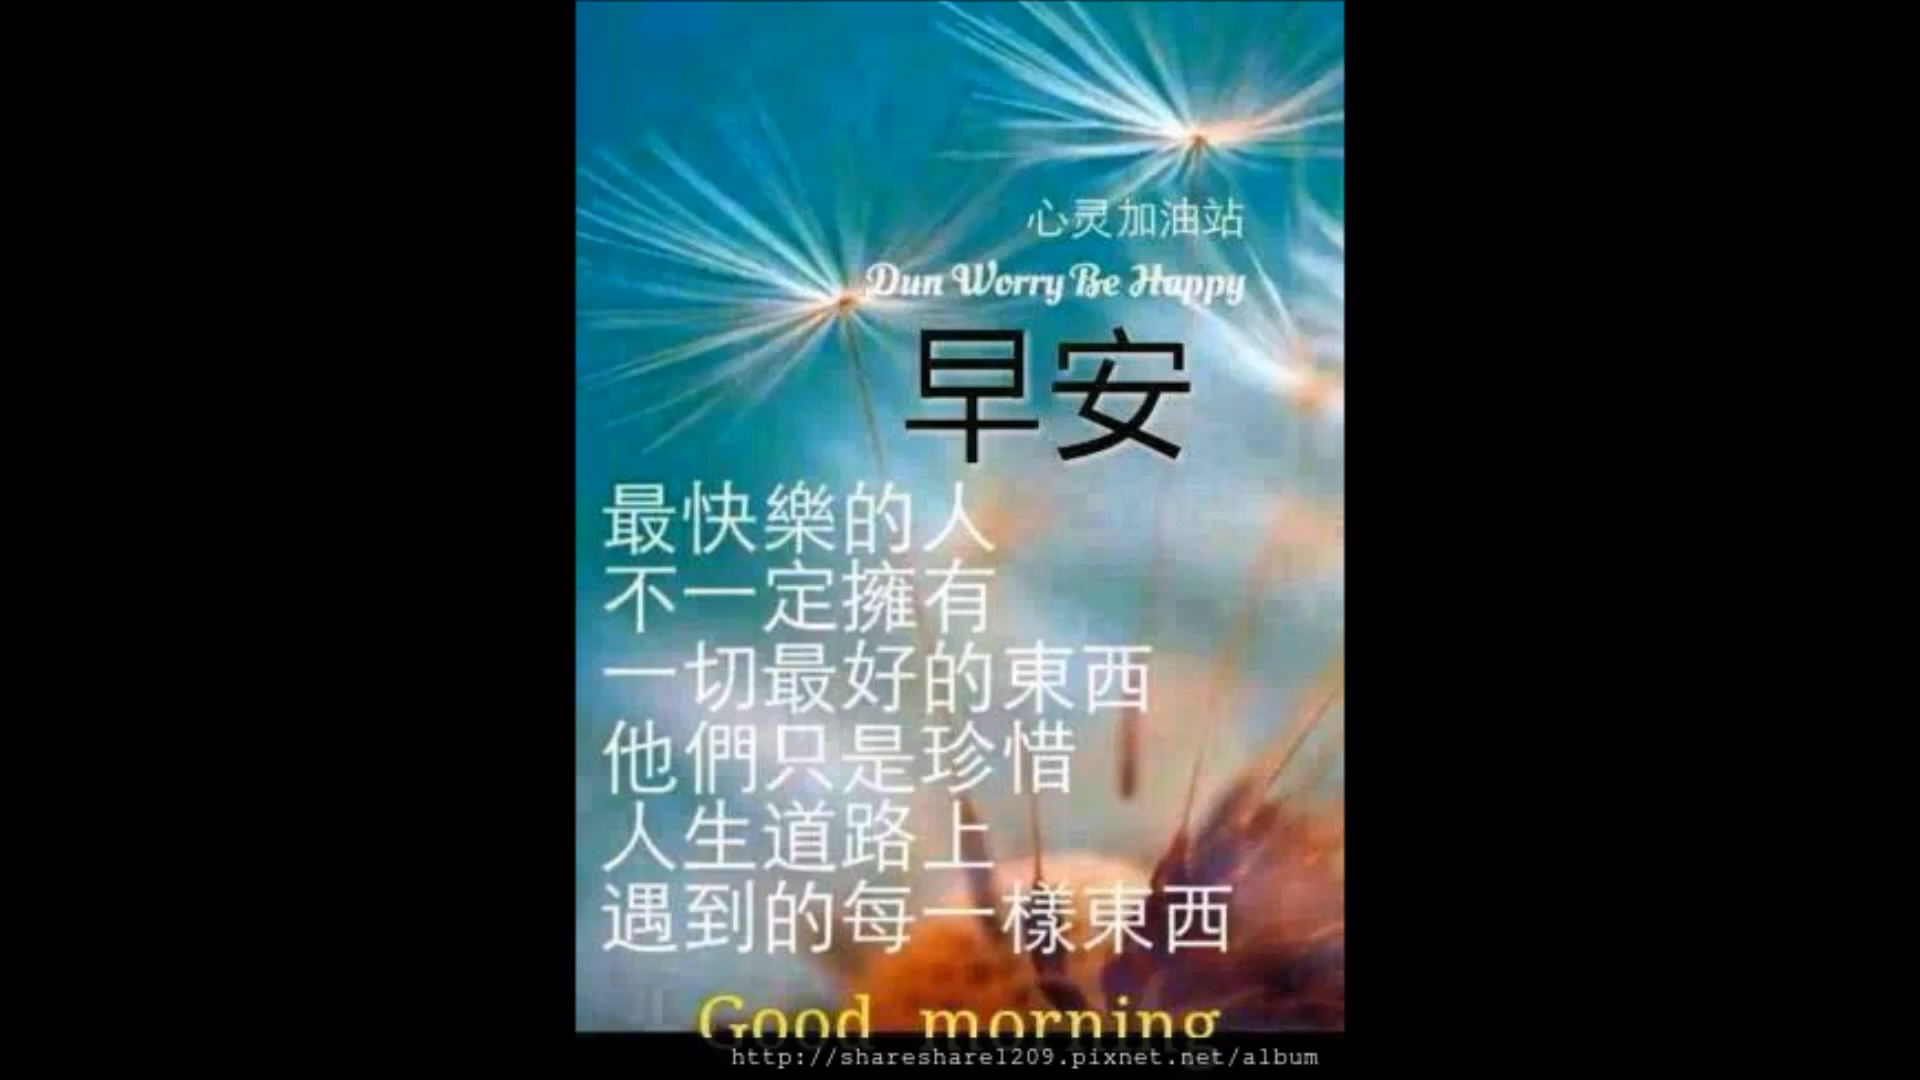 心灵加油站
Dun Worry Be Happy
早安
最快樂的人
不一定擁有
一切最好的東西
他們只是珍惜
人生道路上
遇到的每一樣東西
Good morning
http://shareshare1209.pixnet.net/album